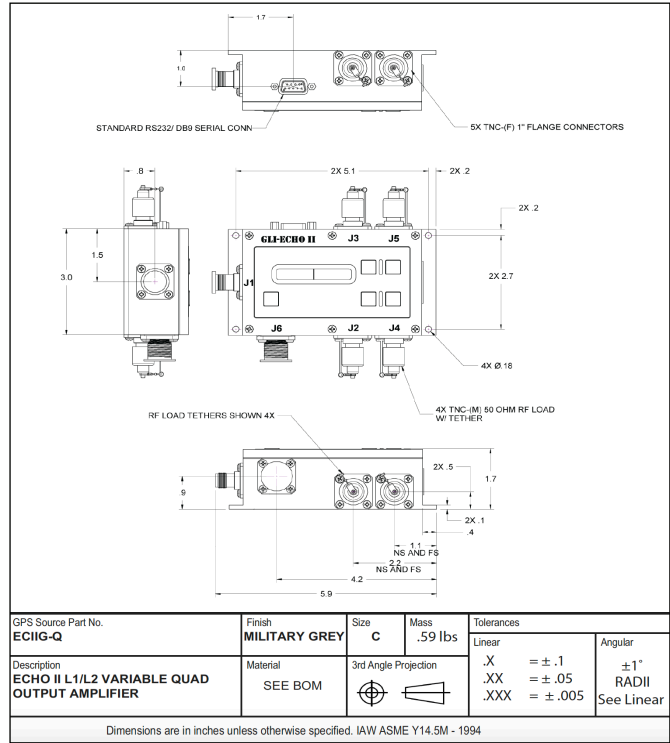 1.7
1.0
STANDARD RS232/ DB9 SERIAL CONN
5X TNC-(F) 1" FLANGE CONNECTORS
.8
2X 5.1
2X .2
2X .2
GLI-ECHO II
J3
J5
1.5
3.0
J1
2X 2.7
J6
J2
J4
4X Ø.18
4X TNC-(M) 50 OHM RF LOAD
W/ TETHER
RF LOAD TETHERS SHOWN 4X
2X .5
1.7
.9
2X .1
.4
1.1
NS AND FS
2.2
NS AND FS
4.2
5.9
GPS Source Part No.
ECIIG-Q
Finish
MILITARY GREY
Size
C
Mass
.59 lbs
Tolerances
Linear
.X = ± .1
.XX = ± .05
.XXX = ± .005
Angular
±1°
RADII
See Linear
Description
ECHO II L1/L2 VARIABLE QUAD
OUTPUT AMPLIFIER
Material
SEE BOM
3rd Angle Projection
Dimensions are in inches unless otherwise specified. IAW ASME Y14.5M - 1994